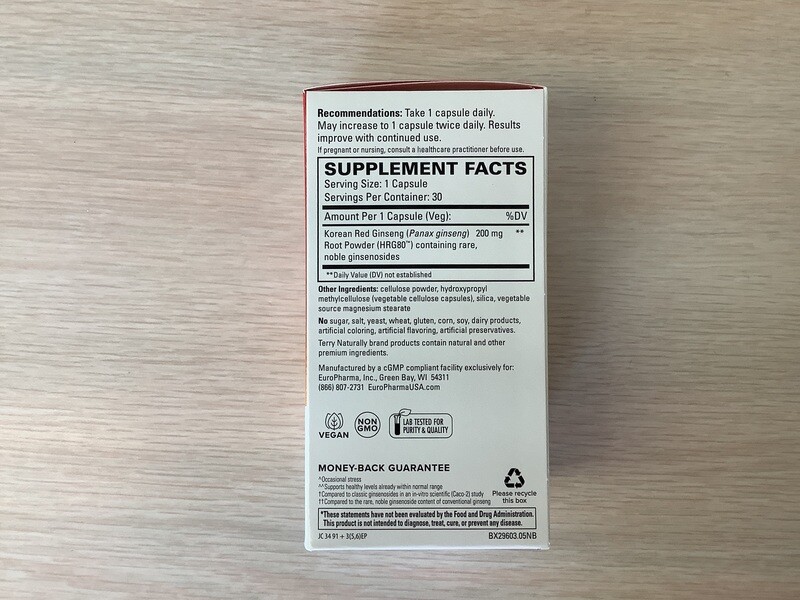 Recommendations: Take 1 capsule daily.
May increase to 1 capsule twice daily. Results
improve with continued use.
If pregnant or nursing, consult a healthcare practitioner before use.
SUPPLEMENT FACTS
Serving Size: 1 Capsule
Servings Per Container: 30
Amount Per 1 Capsule (Veg): %DV
Korean Red Ginseng (Panax ginseng) 200 mg **
Root Powder (HRG80™) containing rare,
noble ginsenosides
**Daily Value (DV) not established
Other Ingredients: cellulose powder, hydroxypropyl
methylcellulose (vegetable cellulose capsules), silica, vegetable
source magnesium stearate
No sugar, salt, yeast, wheat, gluten, corn, soy, dairy products,
artificial coloring, artificial flavoring, artificial preservatives.
Terry Naturally brand products contain natural and other
premium ingredients.
Manufactured by a cGMP compliant facility exclusively for:
EuroPharma, Inc., Green Bay, WI 54311
(866) 807-2731 EuroPharmaUSA.com
VEGAN
NON
GMO
LAB TESTED FOR
PURITY & QUALITY
MONEY-BACK GUARANTEE
^Occasional stress
^^Supports healthy levels already within normal range
†Compared to classic ginsenosides in an in-vitro scientific (Caco-2) study
††Compared to the rare, noble ginsenoside content of conventional ginseng
Please recycle
this box
*These statements have not been evaluated by the Food and Drug Administration.
This product is not intended to diagnose, treat, cure, or prevent any disease.
JC 34 91 + 3(5,6)EP BX29603.05NB